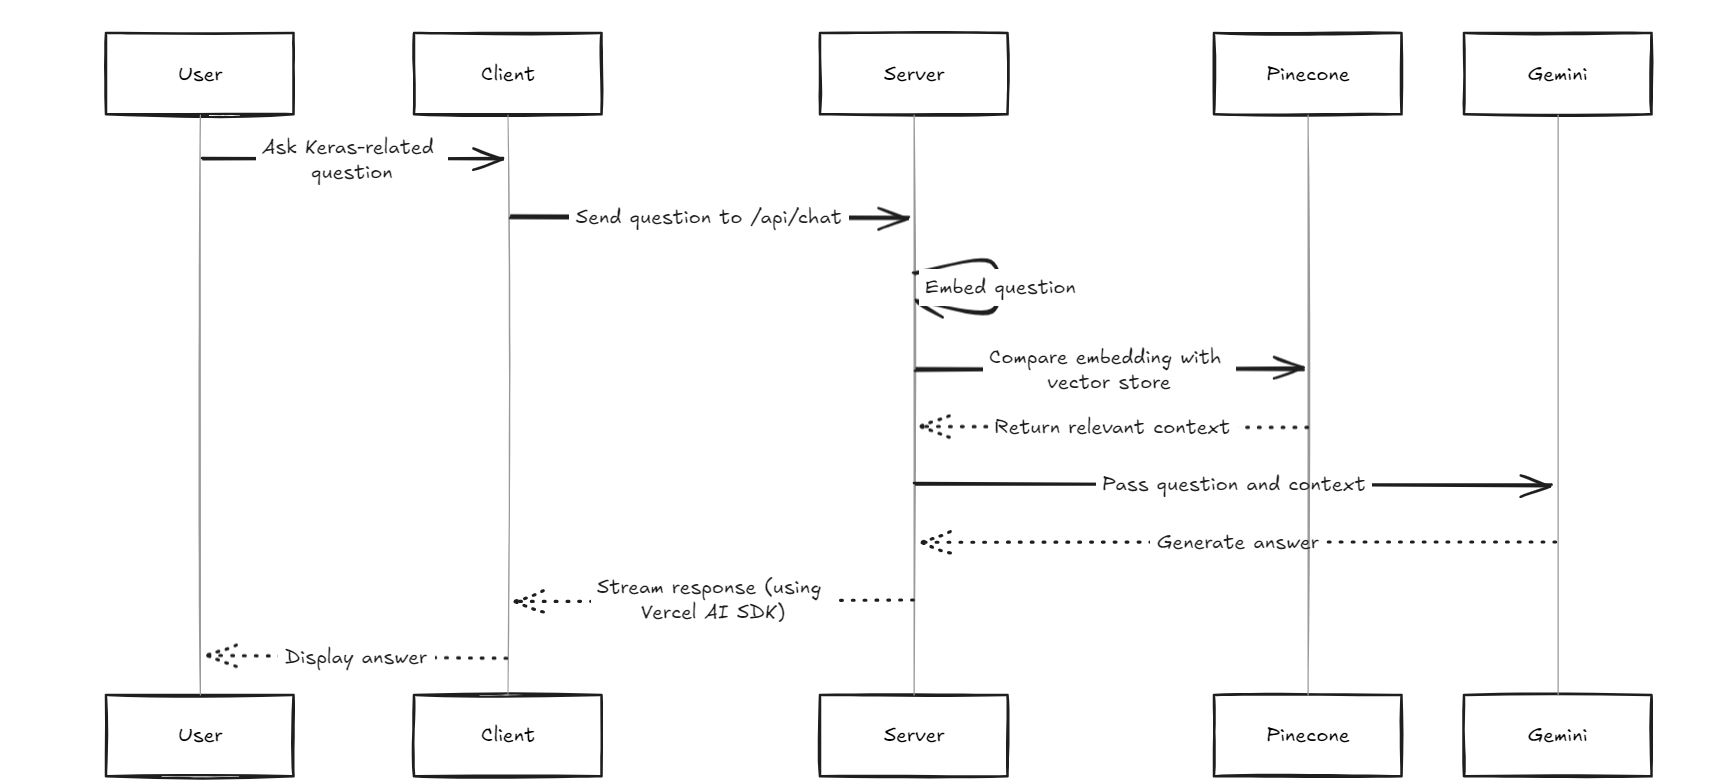 User
Client
Server
Pinecone
Gemini
Ask Keras-related
question
Send question to /api/chat
Embed question
Compare embedding with
vector store
Return relevant context
Pass question and context
Generate answer
Stream response (using
Vercel AI SDK)
Display answer
User
Client
Server
Pinecone
Gemini